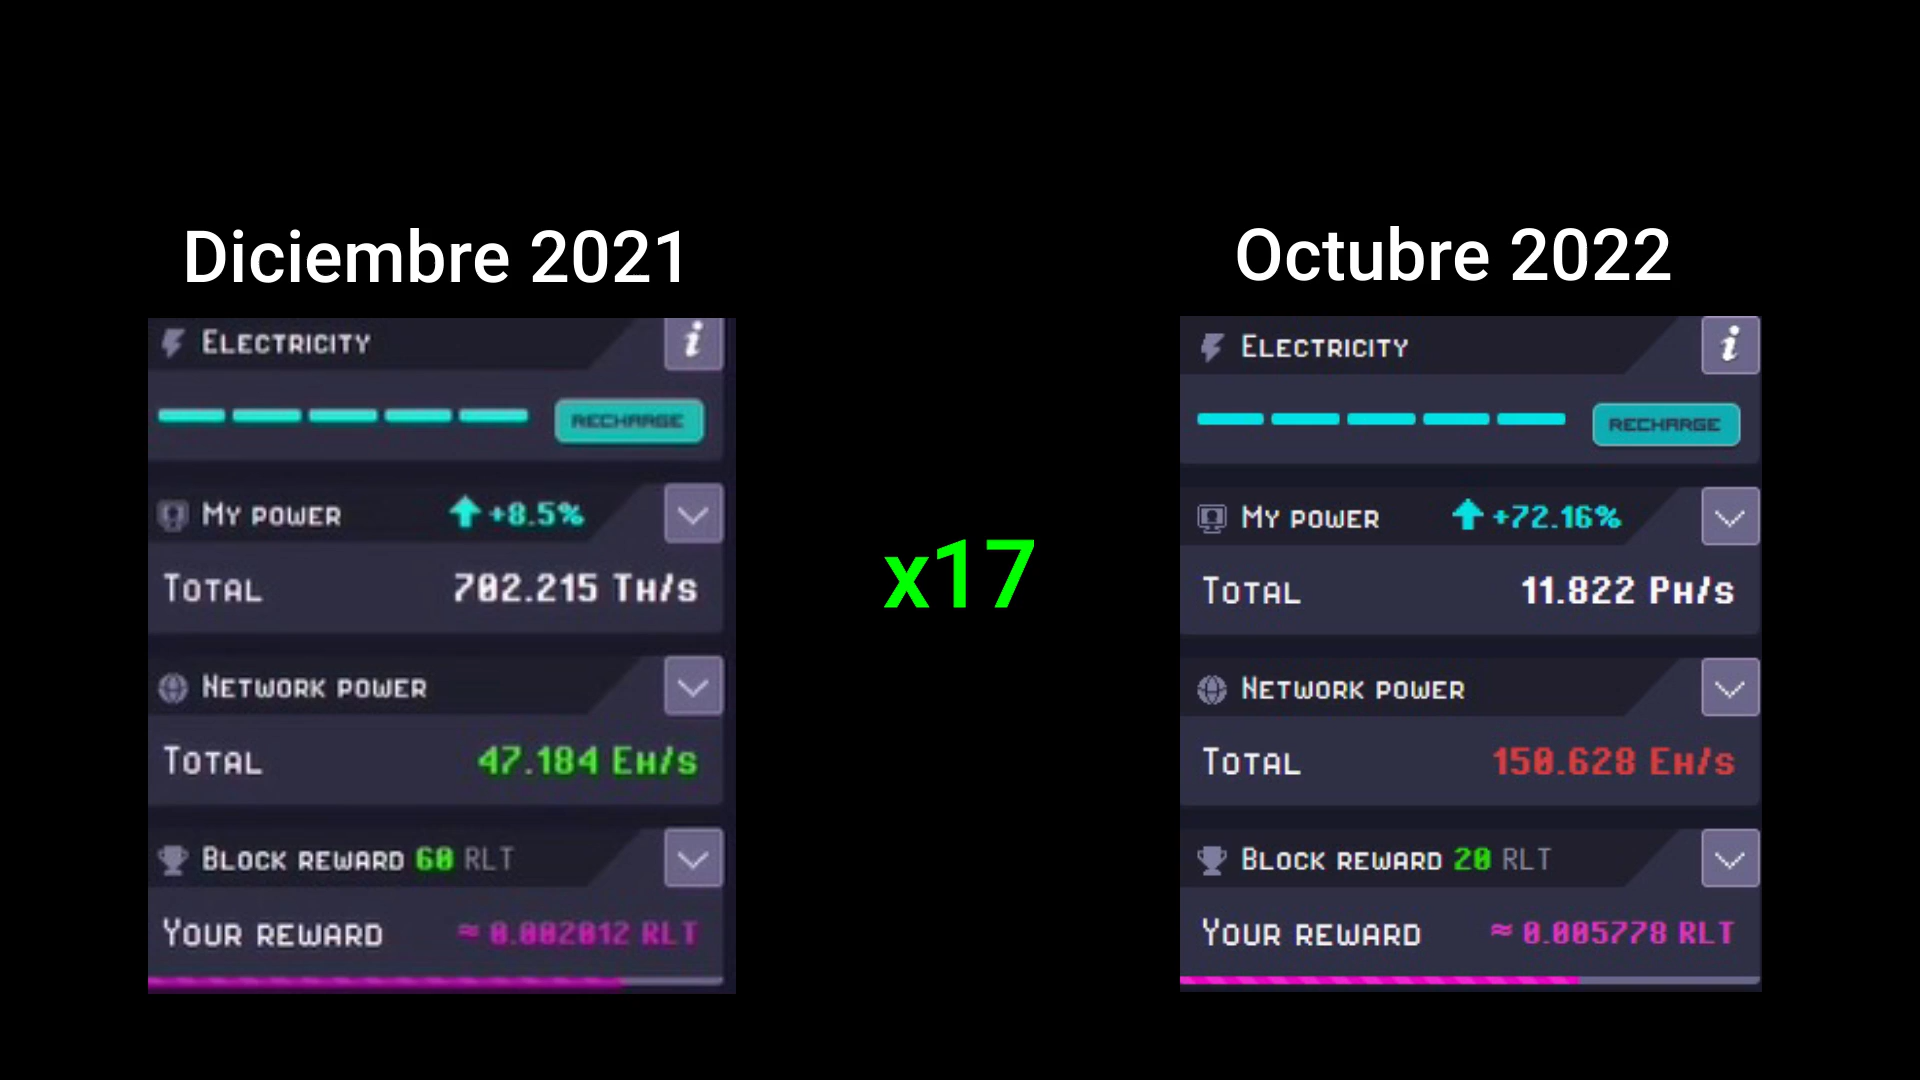 Diciembre 2021
ELECTRICITY
i
RECHARGE
MY POWER +8.5%
TOTAL 702.215 TH/S
NETWORK POWER
TOTAL 47.184 EH/S
BLOCK REWARD 60 RLT
YOUR REWARD ≈ 0.002012 RLT
x17
Octubre 2022
ELECTRICITY
i
RECHARGE
MY POWER +72.16%
TOTAL 11.822 PH/S
NETWORK POWER
TOTAL 150.628 EH/S
BLOCK REWARD 20 RLT
YOUR REWARD ≈ 0.005778 RLT